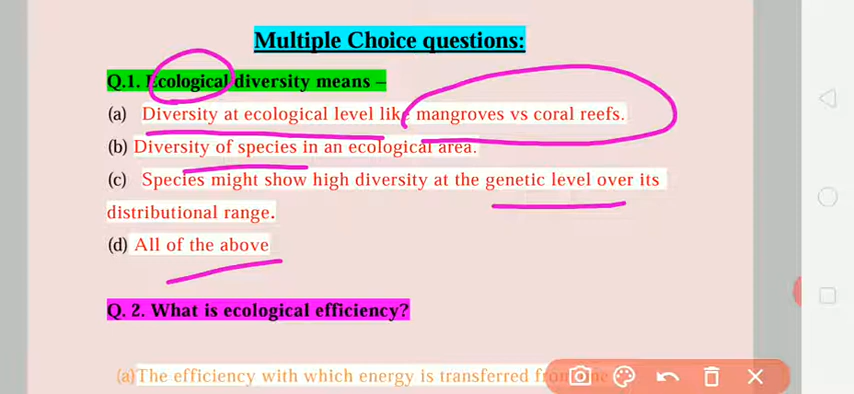 Multiple Choice questions:
Q.1. Ecological diversity means –
(a) Diversity at ecological level like mangroves vs coral reefs.
(b) Diversity of species in an ecological area.
(c) Species might show high diversity at the genetic level over its
distributional range.
(d) All of the above
Q. 2. What is ecological efficiency?
(a)The efficiency with which energy is transferred from one